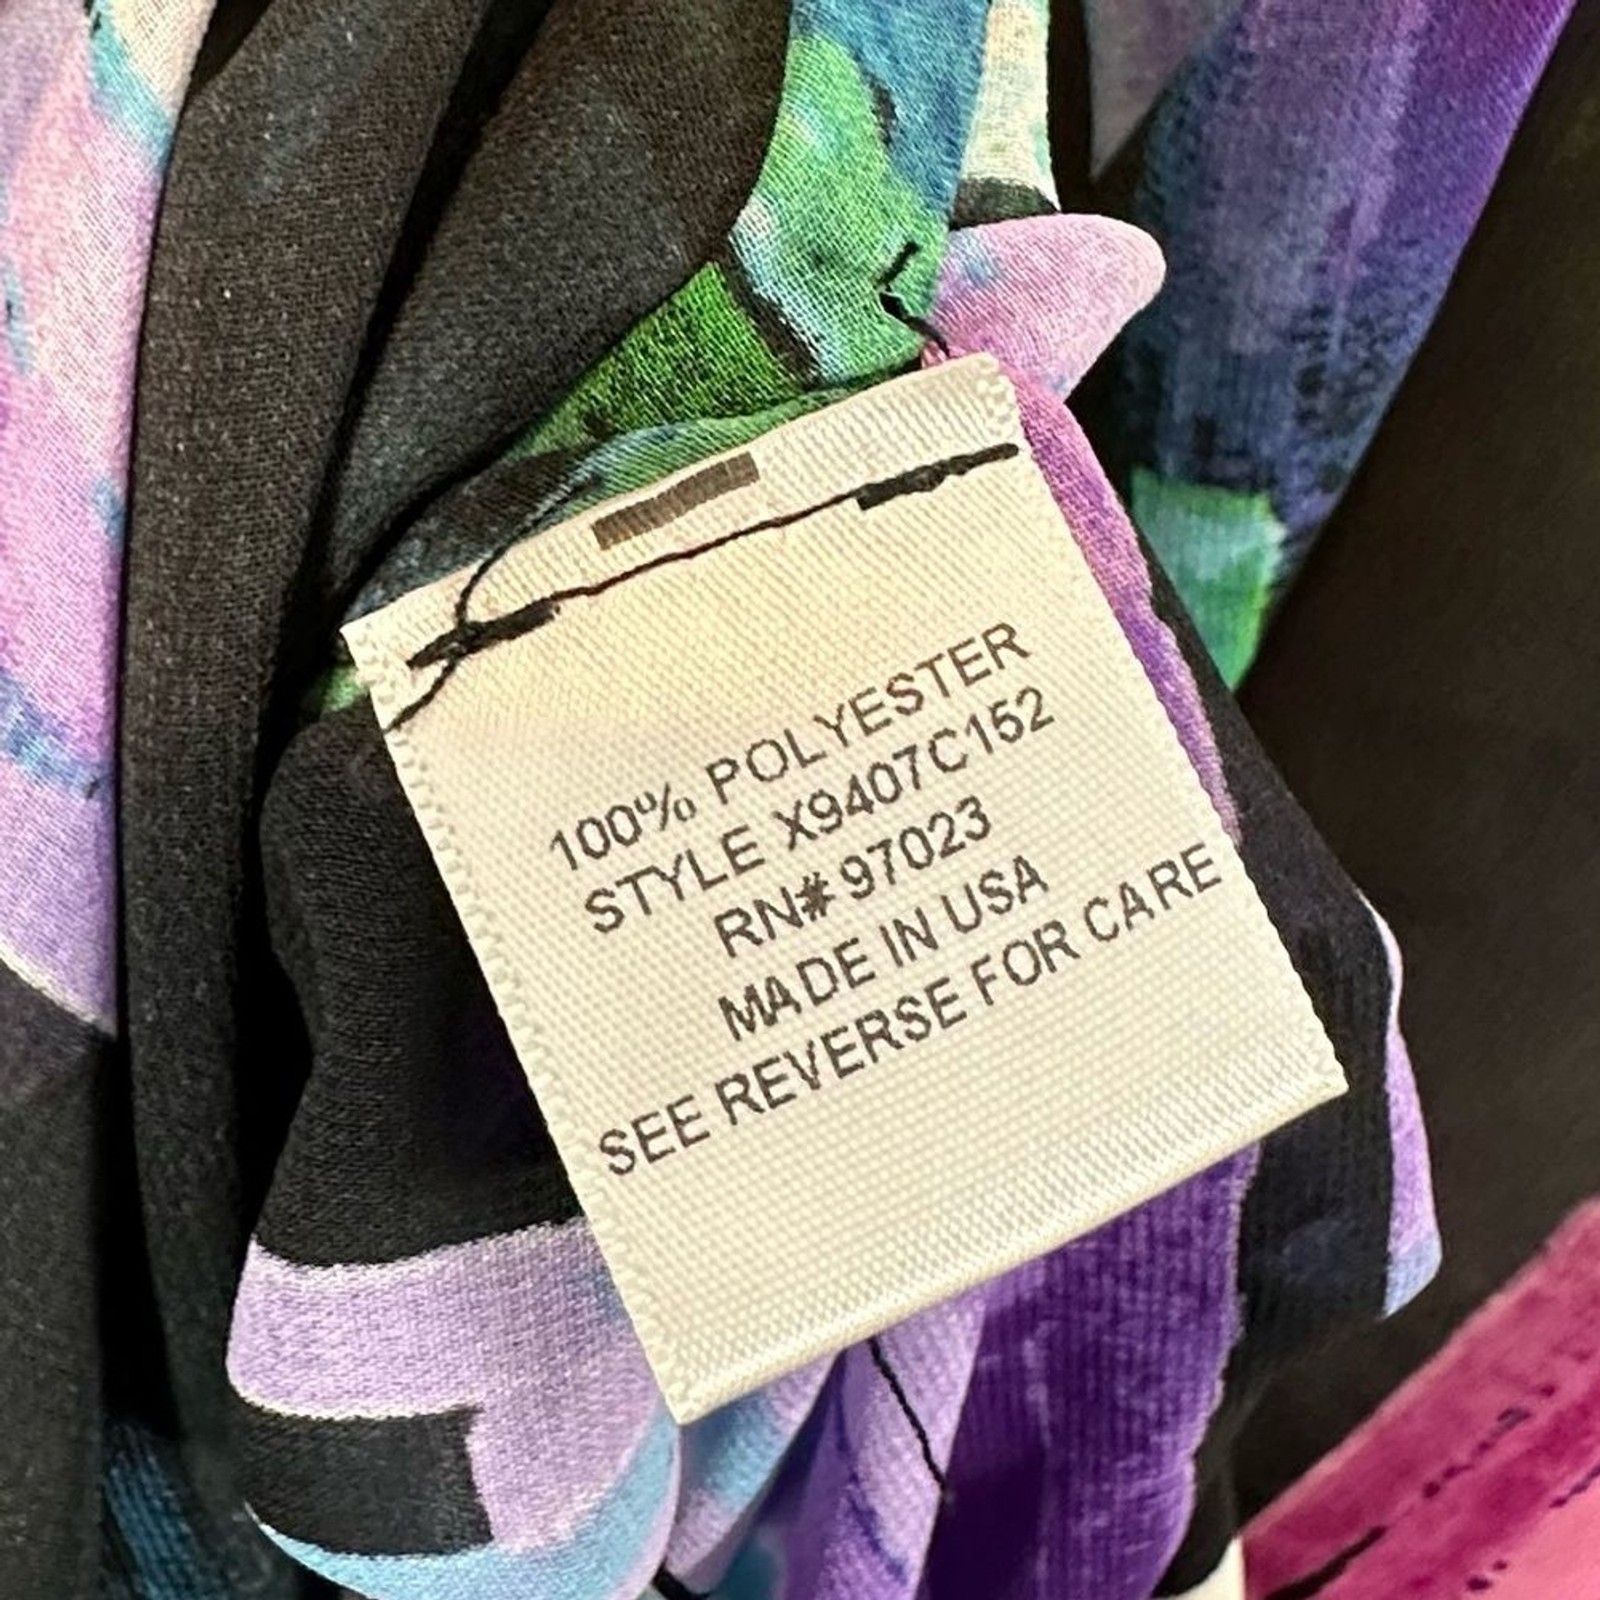 100% POLYESTER
STYLE X9407C152
RN# 97023
MADE IN USA
SEE REVERSE FOR CARE